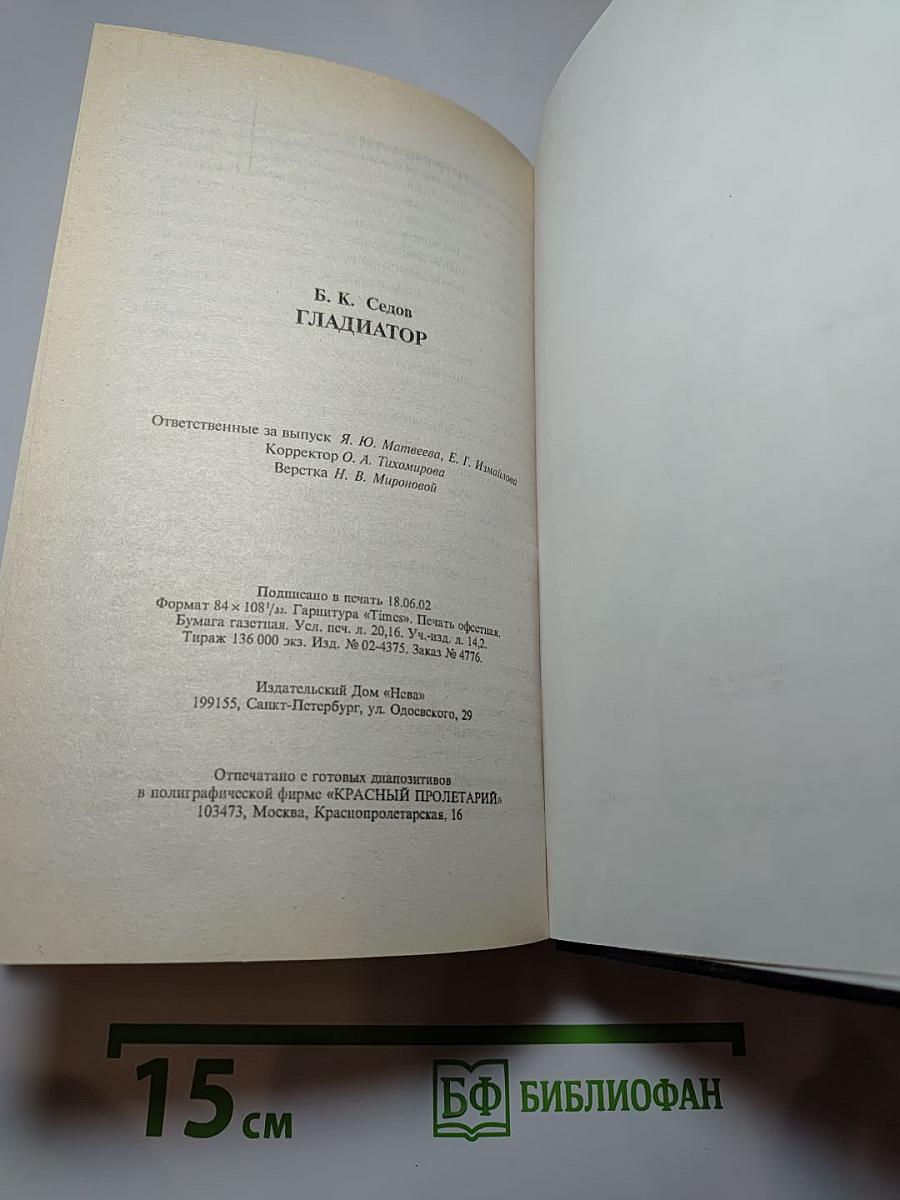 Б. К. Седов
ГЛАДИАТОР
Ответственные за выпуск Я. Ю. Матвеева, Е. Г. Измайлова
Корректор О. А. Тихомирова
Верстка Н. В. Мироновой
Подписано в печать 18.06.02
Формат 84 × 108¹/₃₂. Гарнитура «Times». Печать офсетная.
Бумага газетная. Усл. печ. л. 20,16. Уч.-изд. л. 14,2.
Тираж 136 000 экз. Изд. № 02-4375. Заказ № 4776.
Издательский Дом «Нева»
199155, Санкт-Петербург, ул. Одоевского, 29
Отпечатано с готовых диапозитивов
в полиграфической фирме «КРАСНЫЙ ПРОЛЕТАРИЙ»
103473, Москва, Краснопролетарская, 16
15 см
БФ БИБЛИОФАН